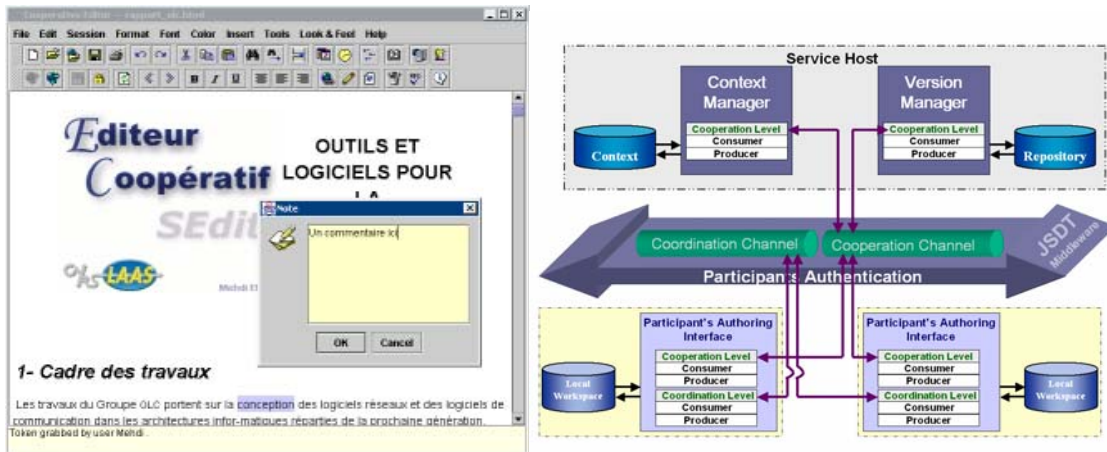 Cooperative Editor - rapport_olc.html
File Edit Session Format Font Color Insert Tools Look & Feel Help
Editeur
Coopératif
SEdit
OUTILS ET
LOGICIELS POUR
LA
Note
Un commentaire ici
OK Cancel
LAAS
Mehdi
1- Cadre des travaux
Les travaux du Groupe OLC portent sur la conception des logiciels réseaux et des logiciels de
communication dans les architectures infor-matiques réparties de la prochaine génération.
Token grabbed by user Mehdi.
Service Host
Context
Manager
Cooperation Level
Consumer
Producer
Context
Version
Manager
Cooperation Level
Consumer
Producer
Repository
Coordination Channel
Cooperation Channel
JSDT
Middleware
Participants Authentication
Participant's Authoring
Interface
Cooperation Level
Consumer
Producer
Coordination Level
Consumer
Producer
Local
Workspace
Participant's Authoring
Interface
Cooperation Level
Consumer
Producer
Coordination Level
Consumer
Producer
Local
Workspace